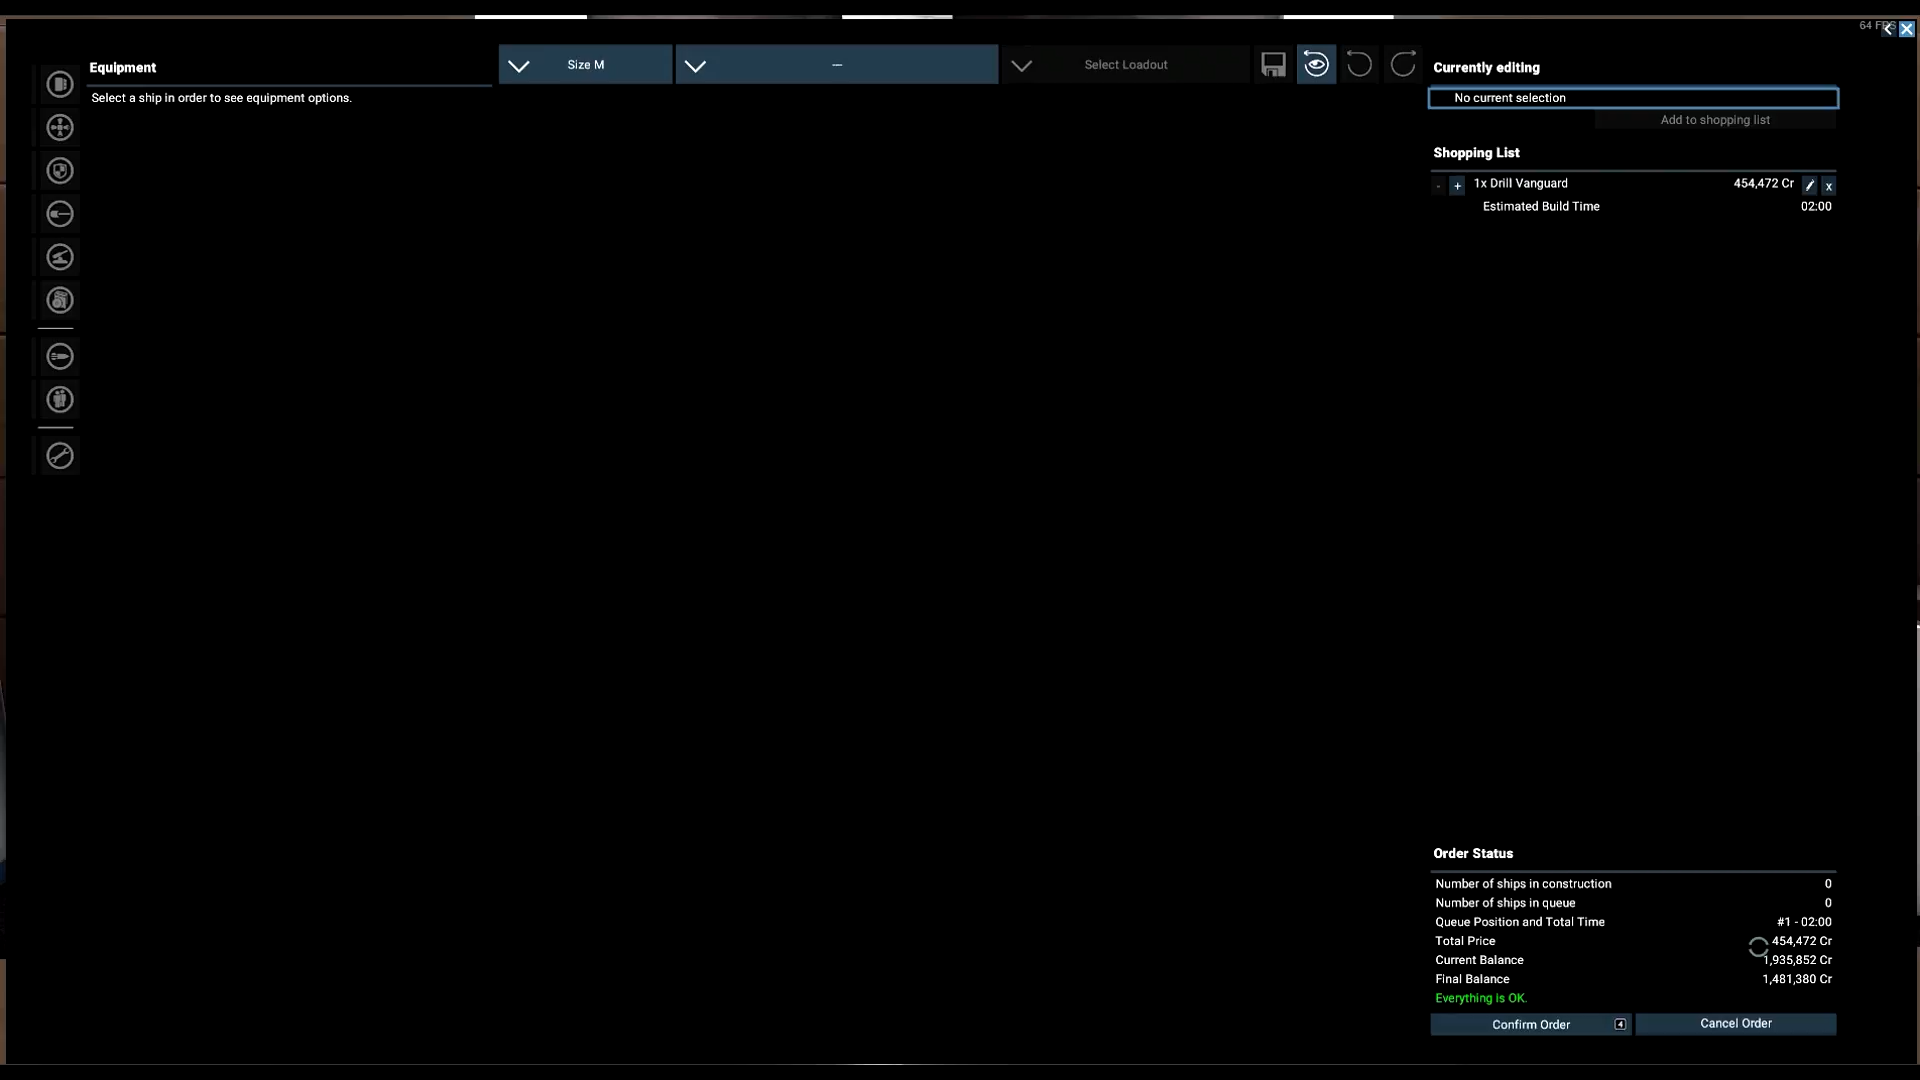 64 FPS
Equipment
Size M
---
Select Loadout
Currently editing
Select a ship in order to see equipment options.
No current selection
Add to shopping list
Shopping List
- + 1x Drill Vanguard 454,472 Cr x
Estimated Build Time 02:00
Order Status
Number of ships in construction 0
Number of ships in queue 0
Queue Position and Total Time #1 - 02:00
Total Price 454,472 Cr
Current Balance 1,935,852 Cr
Final Balance 1,481,380 Cr
Everything is OK.
Confirm Order 4
Cancel Order